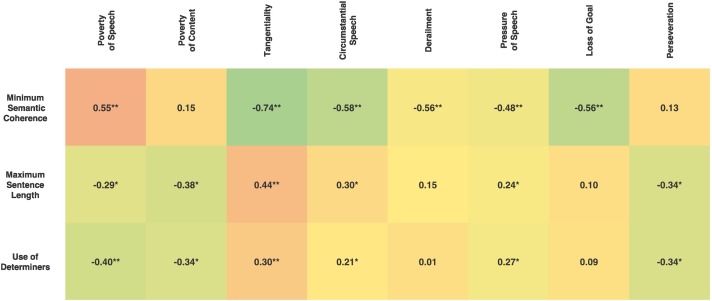 Poverty
of Speech
Poverty
of Content
Tangentiality
Circumstantial
Speech
Derailment
Pressure
of Speech
Loss of Goal
Perseveration
Minimum
Semantic
Coherence
0.55** 0.15 -0.74** -0.58** -0.56** -0.48** -0.56** 0.13
Maximum
Sentence
Length
-0.29* -0.38* 0.44** 0.30* 0.15 0.24* 0.10 -0.34*
Use of
Determiners
-0.40** -0.34* 0.30** 0.21* 0.01 0.27* 0.09 -0.34*